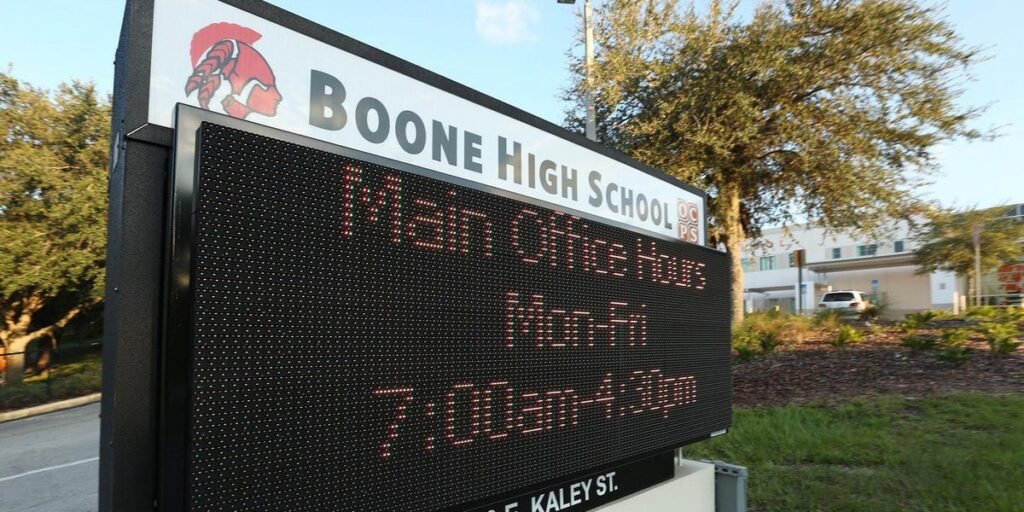 BOONE HIGH SCHOOL
OC
PS
Main Office Hours
Mon-Fri
7:00am-4:30pm
E. KALEY ST.